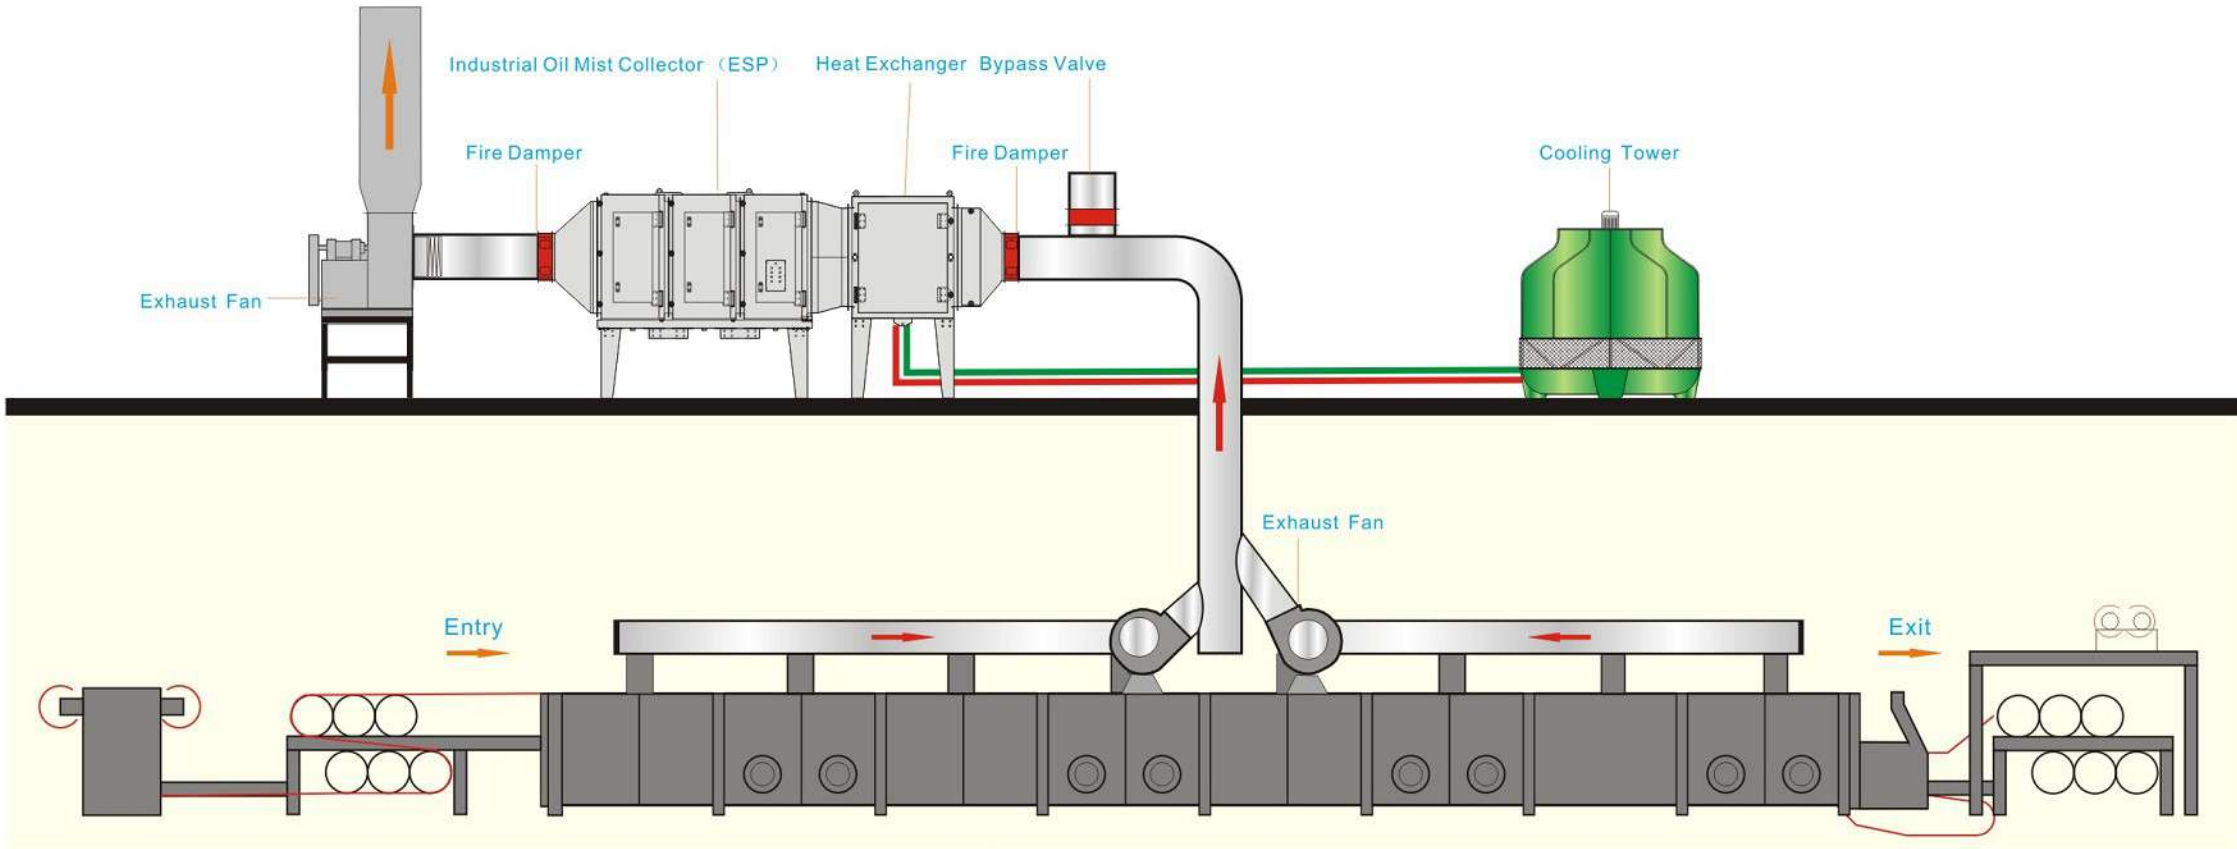 Industrial Oil Mist Collector （ESP）
Heat Exchanger
Bypass Valve
Fire Damper
Fire Damper
Cooling Tower
Exhaust Fan
Exhaust Fan
Entry
Exit